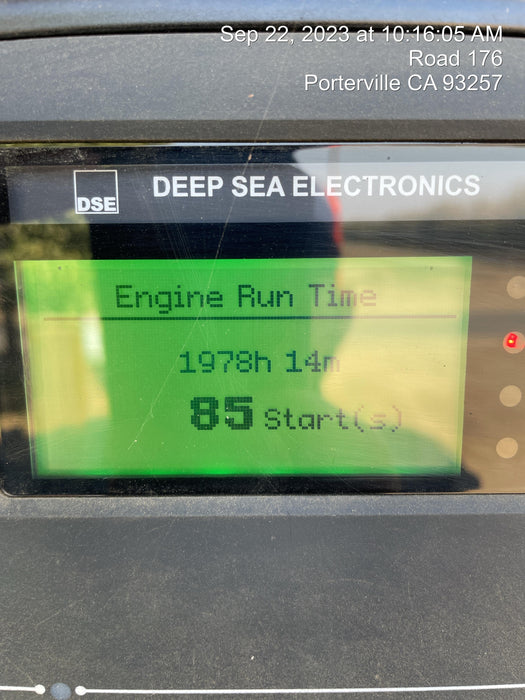 Sep 22, 2023 at 10:16:05 AM
Road 176
Porterville CA 93257
DSE
DEEP SEA ELECTRONICS
Engine Run Time
1978h 14m
85 Start(s)